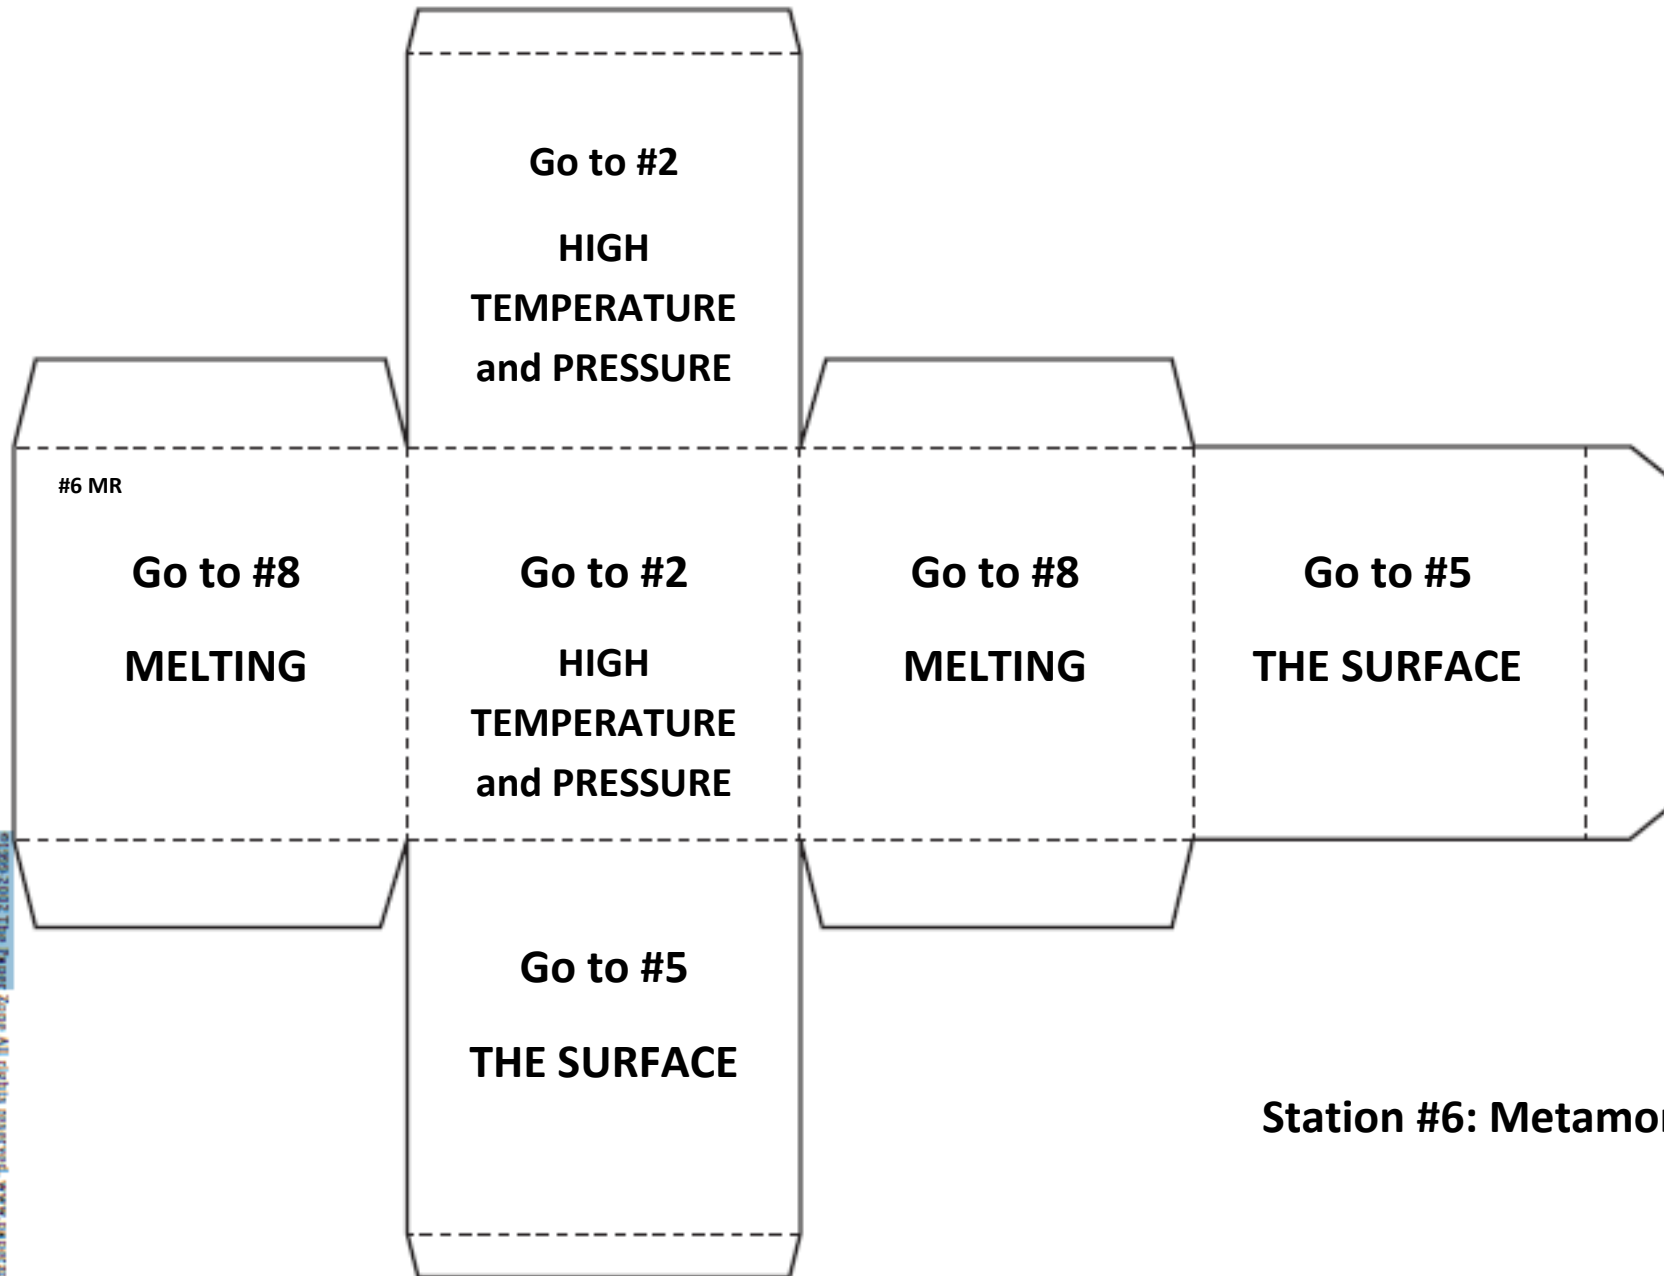 Go to #2
HIGH
TEMPERATURE
and PRESSURE
#6 MR
Go to #8
MELTING
Go to #2
HIGH
TEMPERATURE
and PRESSURE
Go to #8
MELTING
Go to #5
THE SURFACE
Go to #5
THE SURFACE
Station #6: